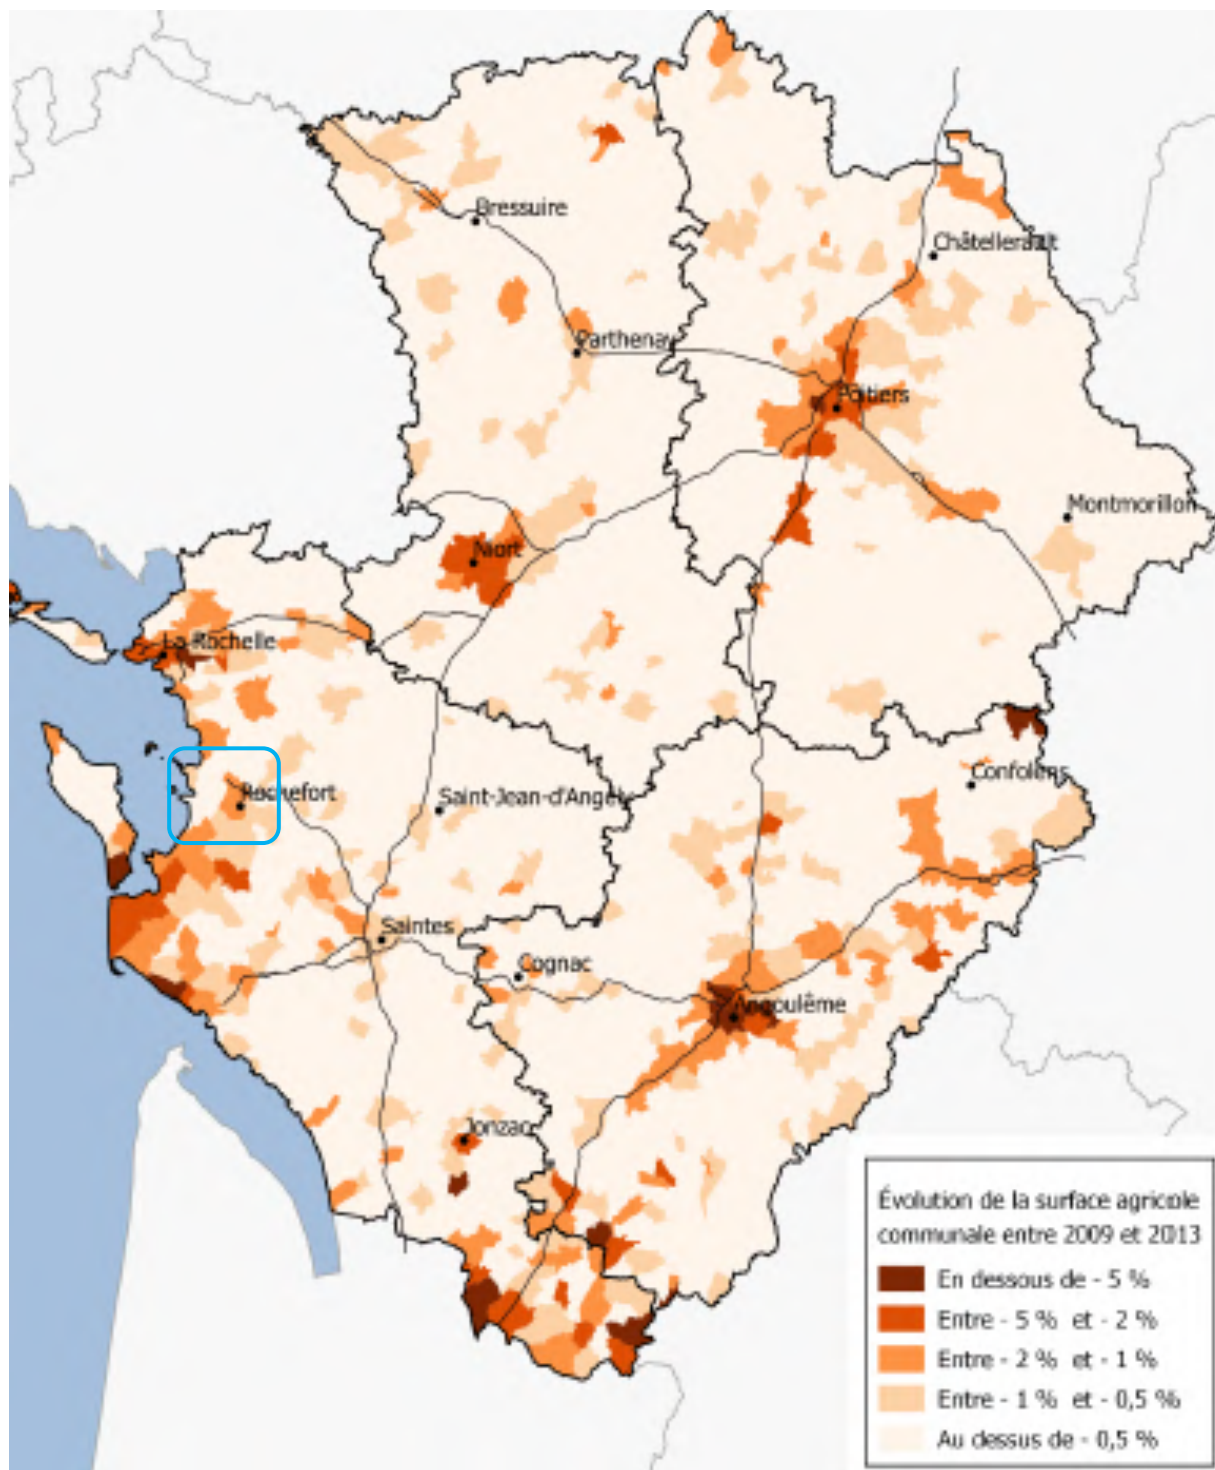 Bressuire
Châtellerault
Parthenay
Poitiers
Montmorillon
Niort
La Rochelle
Rochefort
Saint-Jean-d'Angély
Confolens
Saintes
Cognac
Angoulême
Jonzac
Évolution de la surface agricole
communale entre 2009 et 2013
En dessous de - 5 %
Entre - 5 % et - 2 %
Entre - 2 % et - 1 %
Entre - 1 % et - 0,5 %
Au dessus de - 0,5 %